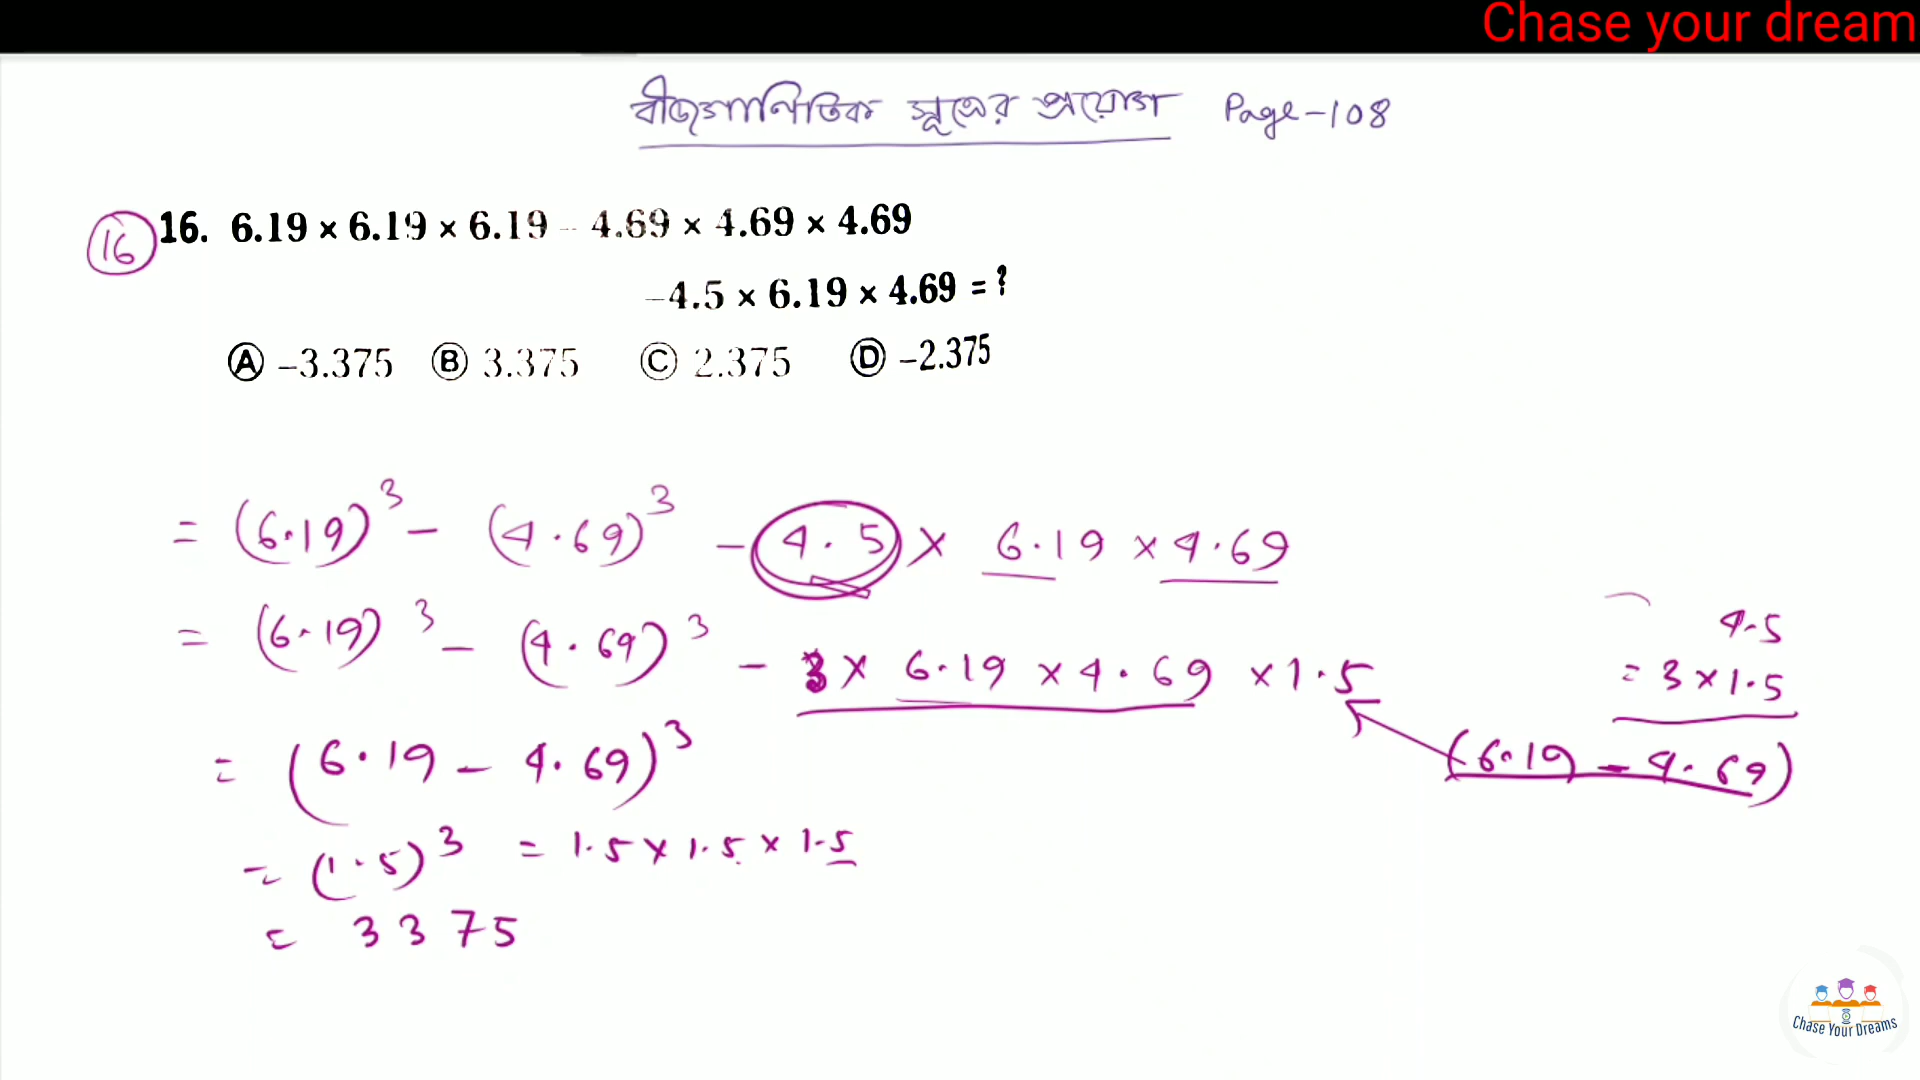 Chase your dream
বীজগাণিতিক সূত্রের প্রয়োগ Page-108
16 16. 6.19 × 6.19 × 6.19 – 4.69 × 4.69 × 4.69
–4.5 × 6.19 × 4.69 = ?
A –3.375 B 3.375 C 2.375 D –2.375
= (6.19)³ – (4.69)³ – 4.5 × 6.19 × 4.69
= (6.19)³ – (4.69)³ – 3 × 6.19 × 4.69 × 1.5
4.5
= 3 × 1.5
(6.19 – 4.69)
= (6.19 – 4.69)³
= (1.5)³ = 1.5 × 1.5 × 1.5
= 3375
Chase Your Dreams